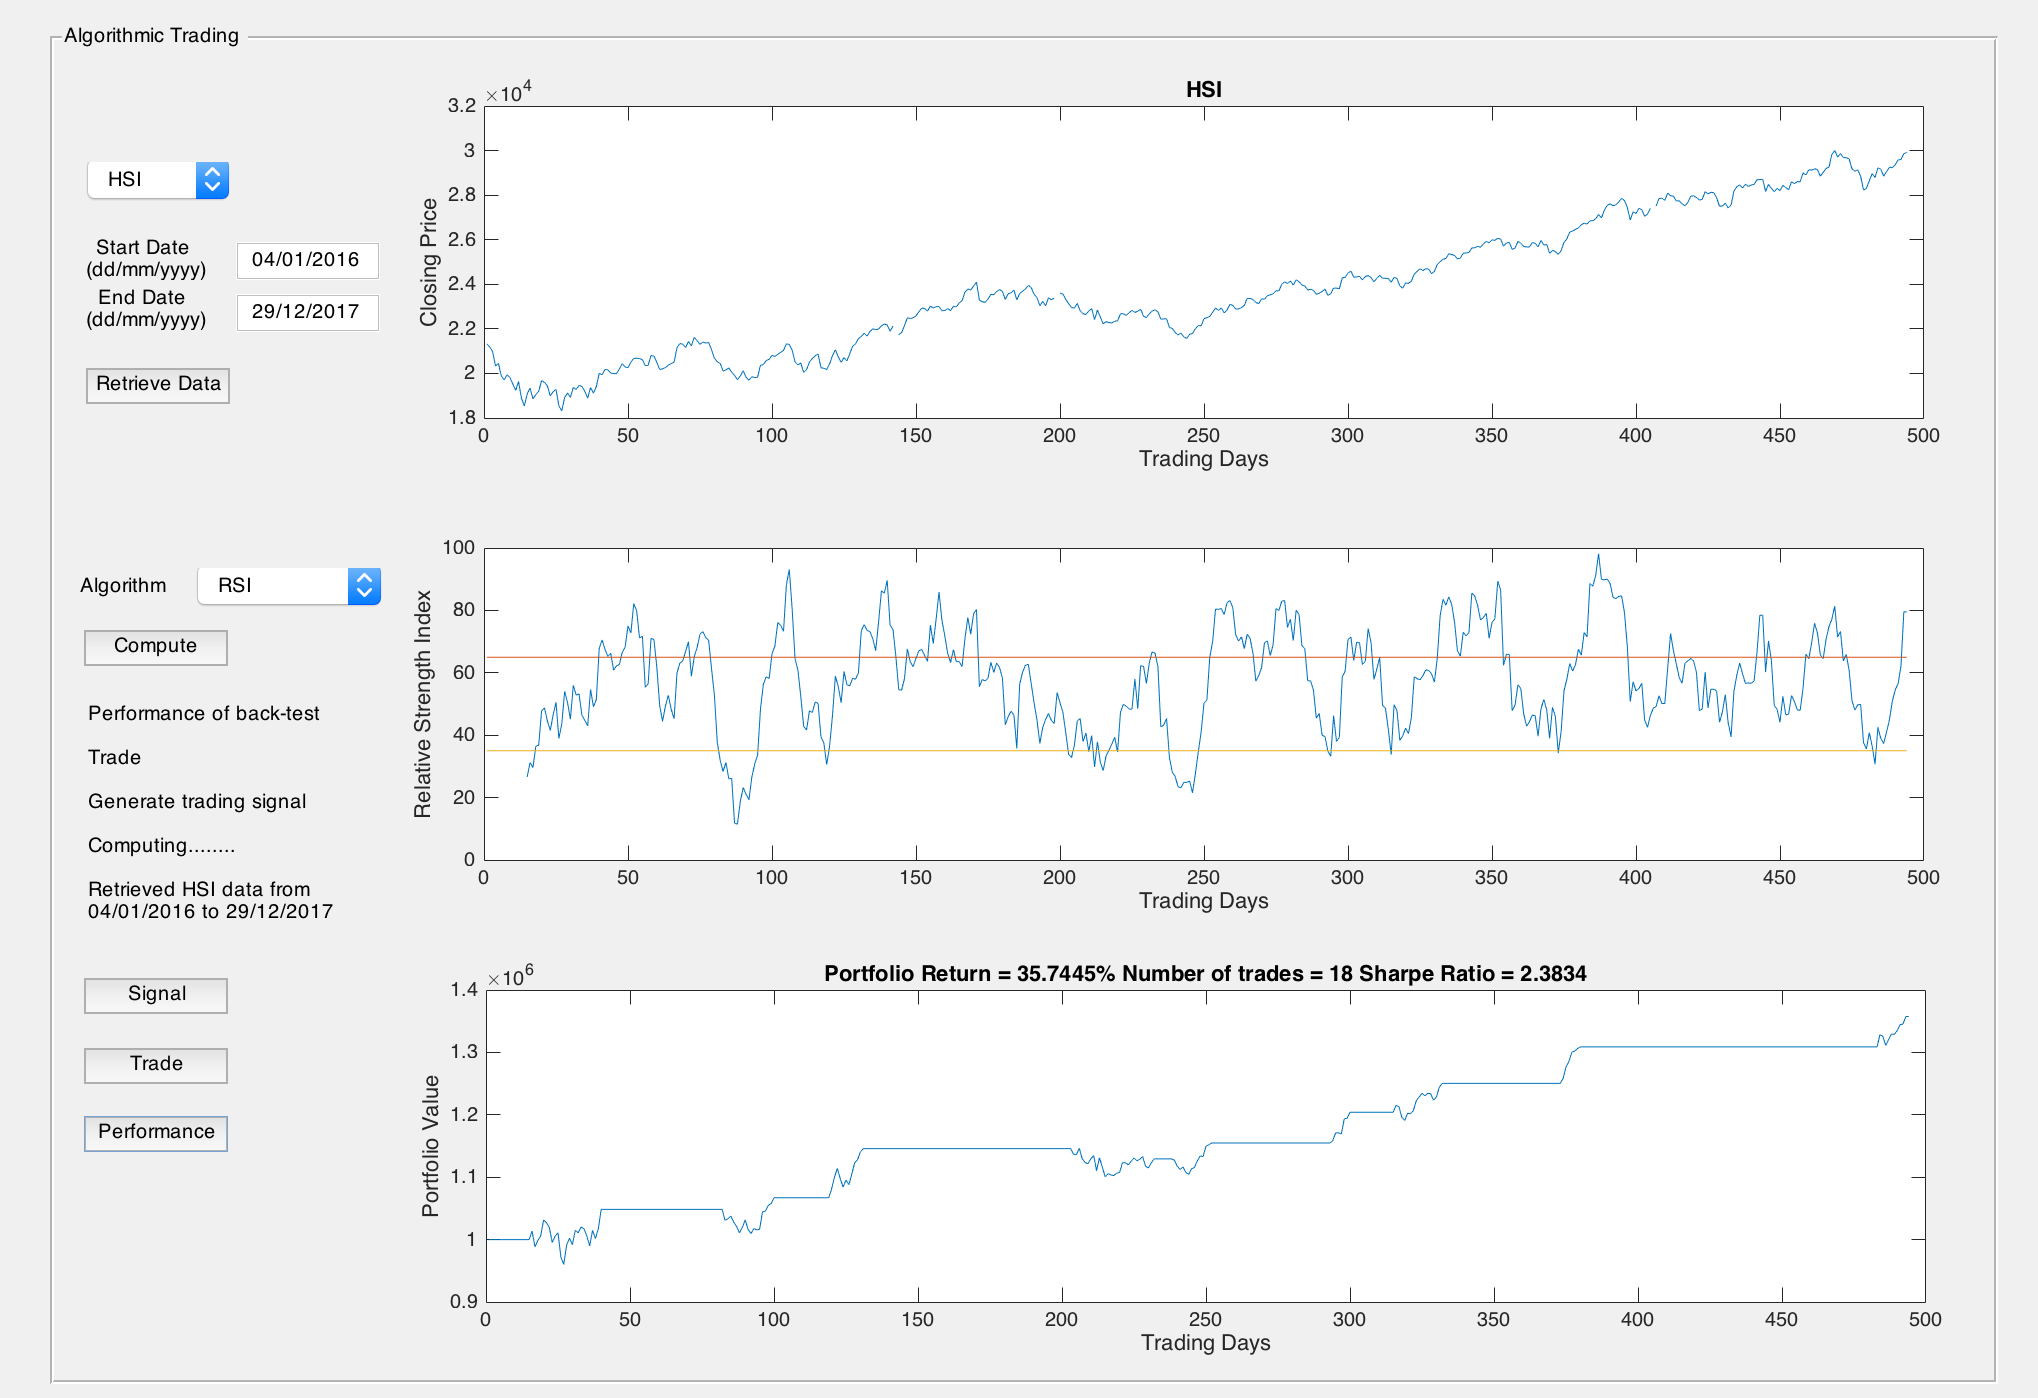 Algorithmic Trading
HSI
Start Date
(dd/mm/yyyy)
04/01/2016
End Date
(dd/mm/yyyy)
29/12/2017
Retrieve Data
HSI
×10^4
3.2
3
2.8
2.6
2.4
2.2
2
1.8
Closing Price
0 50 100 150 200 250 300 350 400 450 500
Trading Days
Algorithm
RSI
Compute
Performance of back-test
Trade
Generate trading signal
Computing........
Retrieved HSI data from
04/01/2016 to 29/12/2017
100
80
60
40
20
0
Relative Strength Index
0 50 100 150 200 250 300 350 400 450 500
Trading Days
Signal
Trade
Performance
Portfolio Return = 35.7445% Number of trades = 18 Sharpe Ratio = 2.3834
×10^6
1.4
1.3
1.2
1.1
1
0.9
Portfolio Value
0 50 100 150 200 250 300 350 400 450 500
Trading Days